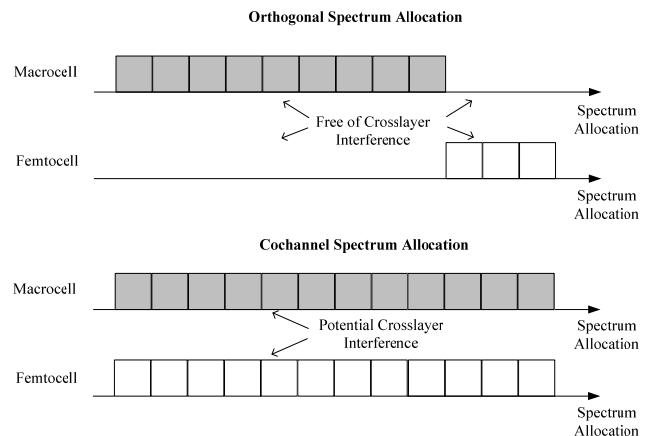 Orthogonal Spectrum Allocation
Macrocell
Spectrum
Allocation
Free of Crosslayer
Interference
Femtocell
Spectrum
Allocation
Cochannel Spectrum Allocation
Macrocell
Spectrum
Allocation
Potential Crosslayer
Interference
Femtocell
Spectrum
Allocation